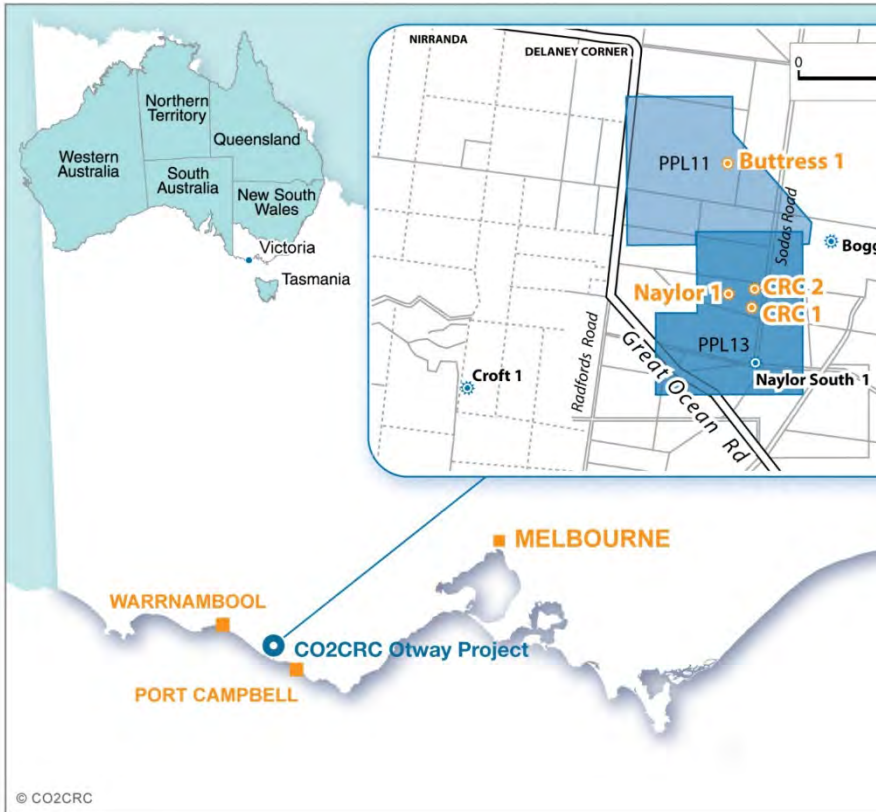 Northern
Territory
Western
Australia
Queensland
South
Australia
New South
Wales
Victoria
Tasmania
NIRRANDA
DELANEY CORNER
0
PPL11
Buttress 1
Sodas Road
Bogg
Naylor 1
CRC 2
CRC 1
PPL13
Radfords Road
Great Ocean Rd
Croft 1
Naylor South 1
MELBOURNE
WARRNAMBOOL
CO2CRC Otway Project
PORT CAMPBELL
© CO2CRC